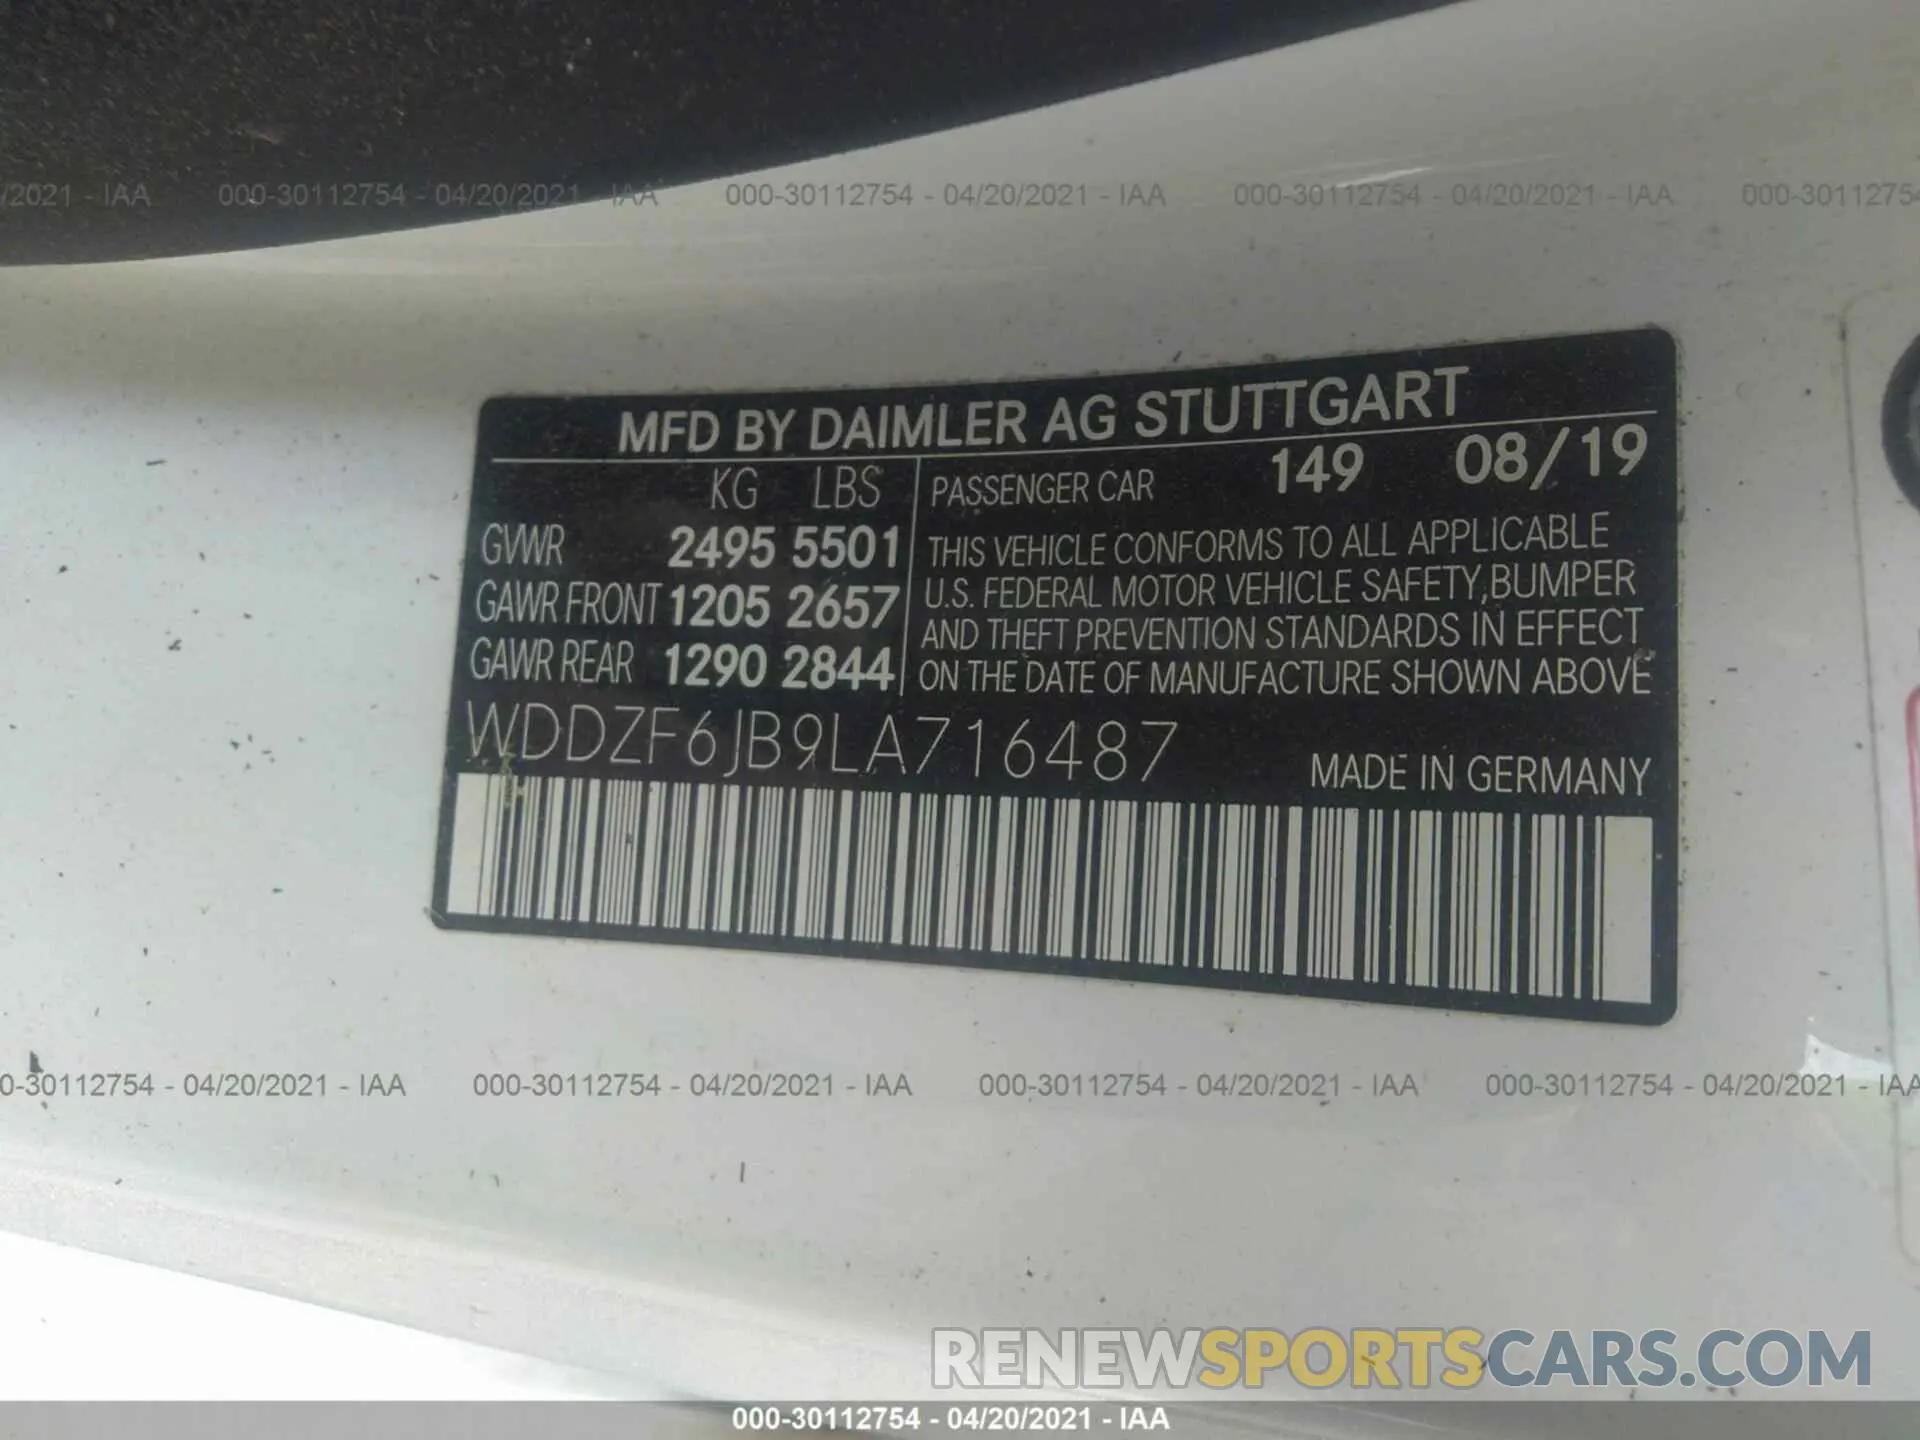 /2021 - IAA 000-30112754 - 04/20/2021 - IAA 000-30112754 - 04/20/2021 - IAA 000-30112754 - 04/20/2021 - IAA 000-3011275
MFD BY DAIMLER AG STUTTGART
KG LBS
PASSENGER CAR 149 08/19
GVWR 2495 5501
GAWR FRONT 1205 2657
GAWR REAR 1290 2844
THIS VEHICLE CONFORMS TO ALL APPLICABLE
U.S. FEDERAL MOTOR VEHICLE SAFETY, BUMPER
AND THEFT PREVENTION STANDARDS IN EFFECT
ON THE DATE OF MANUFACTURE SHOWN ABOVE
WDDZF6JB9LA716487
MADE IN GERMANY
0-30112754 - 04/20/2021 - IAA 000-30112754 - 04/20/2021 - IAA 000-30112754 - 04/20/2021 - IAA 000-30112754 - 04/20/2021 - IAA
RENEWSPORTSCARS.COM
000-30112754 - 04/20/2021 - IAA